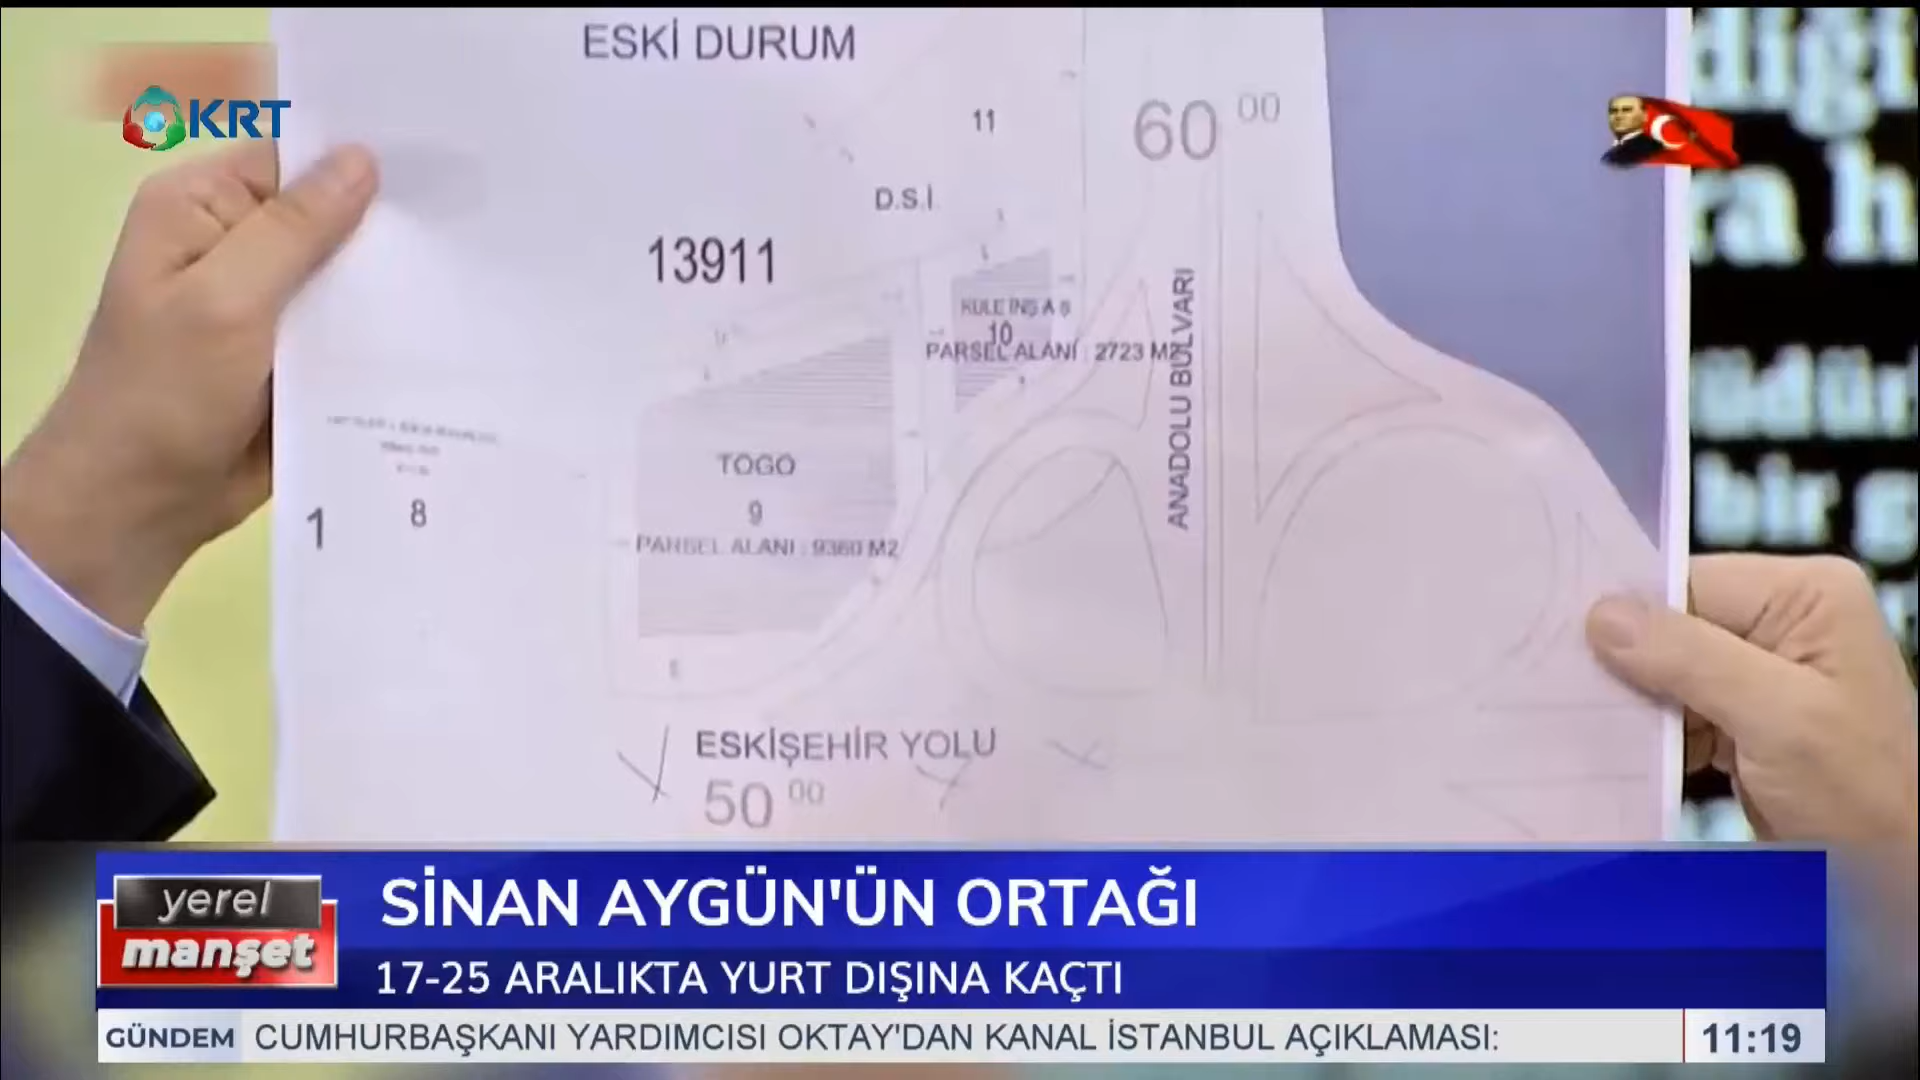 ESKİ DURUM
KRT
11
60 00
D.S.İ.
13911
10
PARSEL ALANI : 2723 M2
ANADOLU BULVARI
TOGO
9
PARSEL ALANI : 9360 M2
1
8
ESKİŞEHİR YOLU
50 00
yerel
manşet
SİNAN AYGÜN'ÜN ORTAĞI
17-25 ARALIKTA YURT DIŞINA KAÇTI
GÜNDEM CUMHURBAŞKANI YARDIMCISI OKTAY'DAN KANAL İSTANBUL AÇIKLAMASI: 11:19